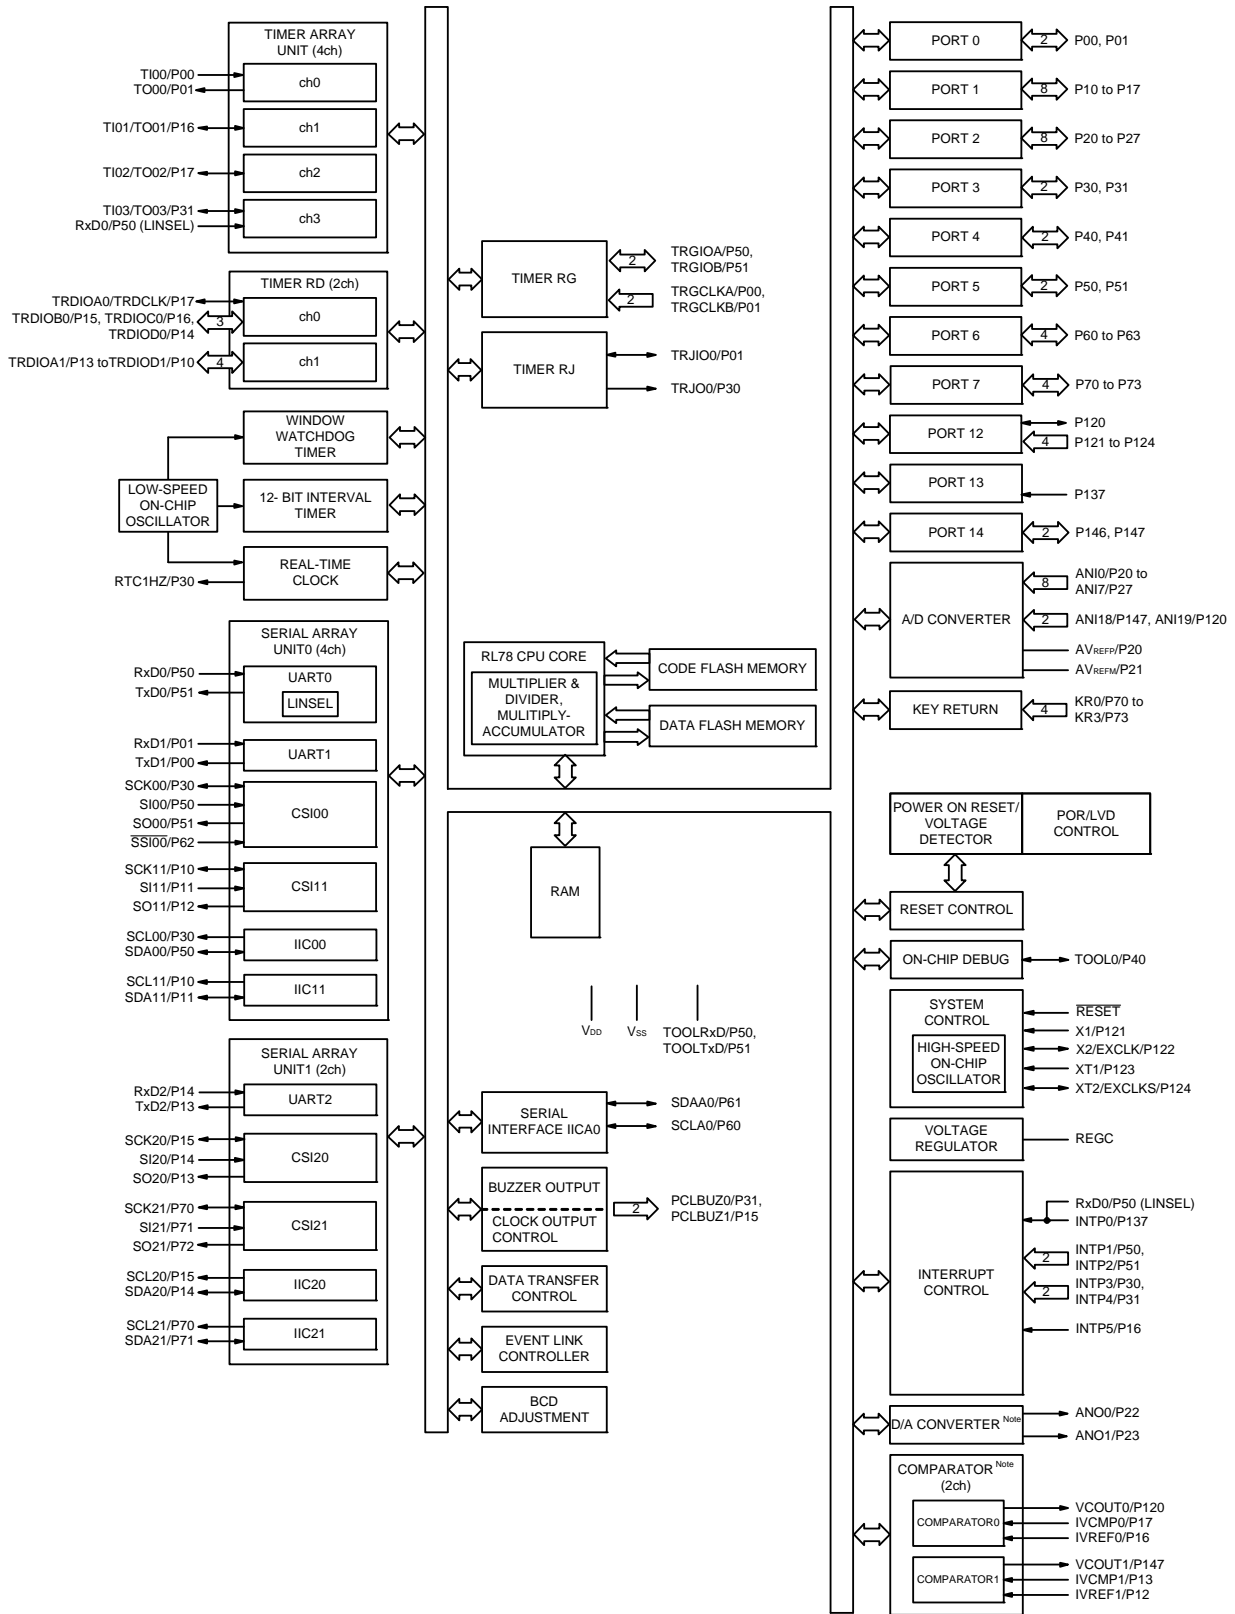 TIMER ARRAY
UNIT (4ch)
TI00/P00
TO00/P01
ch0
TI01/TO01/P16
ch1
TI02/TO02/P17
ch2
TI03/TO03/P31
RxD0/P50 (LINSEL)
ch3
TIMER RD (2ch)
TRDIOA0/TRDCLK/P17
TRDIOB0/P15, TRDIOC0/P16,
TRDIOD0/P14
3
ch0
TRDIOA1/P13 toTRDIOD1/P10
4
ch1
WINDOW
WATCHDOG
TIMER
LOW-SPEED
ON-CHIP
OSCILLATOR
12- BIT INTERVAL
TIMER
RTC1HZ/P30
REAL-TIME
CLOCK
SERIAL ARRAY
UNIT0 (4ch)
RxD0/P50
TxD0/P51
UART0
LINSEL
RxD1/P01
TxD1/P00
UART1
SCK00/P30
SI00/P50
SO00/P51
SSI00/P62
CSI00
SCK11/P10
SI11/P11
SO11/P12
CSI11
SCL00/P30
SDA00/P50
IIC00
SCL11/P10
SDA11/P11
IIC11
SERIAL ARRAY
UNIT1 (2ch)
RxD2/P14
TxD2/P13
UART2
SCK20/P15
SI20/P14
SO20/P13
CSI20
SCK21/P70
SI21/P71
SO21/P72
CSI21
SCL20/P15
SDA20/P14
IIC20
SCL21/P70
SDA21/P71
IIC21
TIMER RG
2
TRGIOA/P50,
TRGIOB/P51
2
TRGCLKA/P00,
TRGCLKB/P01
TIMER RJ
TRJIO0/P01
TRJO0/P30
RL78 CPU CORE
MULTIPLIER &
DIVIDER,
MULITIPLY-
ACCUMULATOR
CODE FLASH MEMORY
DATA FLASH MEMORY
RAM
VDD
VSS
TOOLRxD/P50,
TOOLTxD/P51
SERIAL
INTERFACE IICA0
SDAA0/P61
SCLA0/P60
BUZZER OUTPUT
CLOCK OUTPUT
CONTROL
2
PCLBUZ0/P31,
PCLBUZ1/P15
DATA TRANSFER
CONTROL
EVENT LINK
CONTROLLER
BCD
ADJUSTMENT
PORT 0
2
P00, P01
PORT 1
8
P10 to P17
PORT 2
8
P20 to P27
PORT 3
2
P30, P31
PORT 4
2
P40, P41
PORT 5
2
P50, P51
PORT 6
4
P60 to P63
PORT 7
4
P70 to P73
PORT 12
P120
4
P121 to P124
PORT 13
P137
PORT 14
2
P146, P147
A/D CONVERTER
8
ANI0/P20 to
ANI7/P27
2
ANI18/P147, ANI19/P120
AVREFP/P20
AVREFM/P21
KEY RETURN
4
KR0/P70 to
KR3/P73
POWER ON RESET/
VOLTAGE
DETECTOR
POR/LVD
CONTROL
RESET CONTROL
ON-CHIP DEBUG
TOOL0/P40
SYSTEM
CONTROL
HIGH-SPEED
ON-CHIP
OSCILLATOR
RESET
X1/P121
X2/EXCLK/P122
XT1/P123
XT2/EXCLKS/P124
VOLTAGE
REGULATOR
REGC
INTERRUPT
CONTROL
RxD0/P50 (LINSEL)
INTP0/P137
2
INTP1/P50,
INTP2/P51
2
INTP3/P30,
INTP4/P31
INTP5/P16
D/A CONVERTER Note
ANO0/P22
ANO1/P23
COMPARATOR Note
(2ch)
COMPARATOR0
VCOUT0/P120
IVCMP0/P17
IVREF0/P16
COMPARATOR1
VCOUT1/P147
IVCMP1/P13
IVREF1/P12